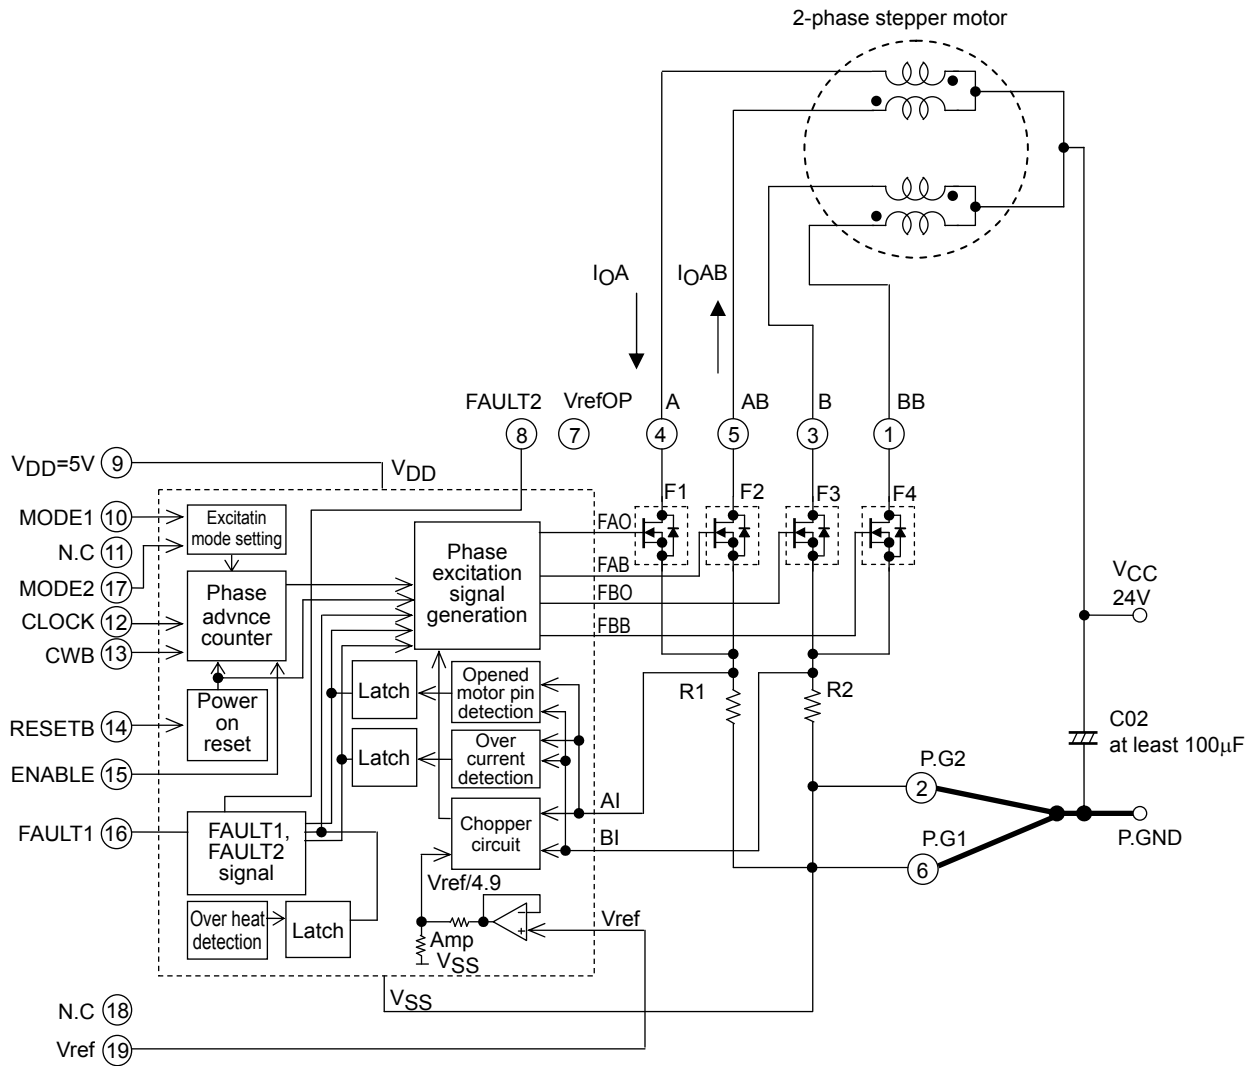 2-phase stepper motor
IOA
IOAB
FAULT2
VrefOP
A
AB
B
BB
8
7
4
5
3
1
VDD=5V
9
VDD
F1
F2
F3
F4
MODE1
10
Excitatin
mode setting
N.C
11
MODE2
17
CLOCK
12
CWB
13
Phase
advnce
counter
Phase
excitation
signal
generation
FAO
FAB
FBO
FBB
VCC
24V
RESETB
14
Power
on
reset
Latch
Opened
motor pin
detection
R1
R2
ENABLE
15
Latch
Over
current
detection
C02
at least 100μF
P.G2
2
FAULT1
16
FAULT1,
FAULT2
signal
Chopper
circuit
AI
BI
P.G1
6
P.GND
Vref/4.9
Over heat
detection
Latch
Amp
VSS
Vref
VSS
N.C
18
Vref
19